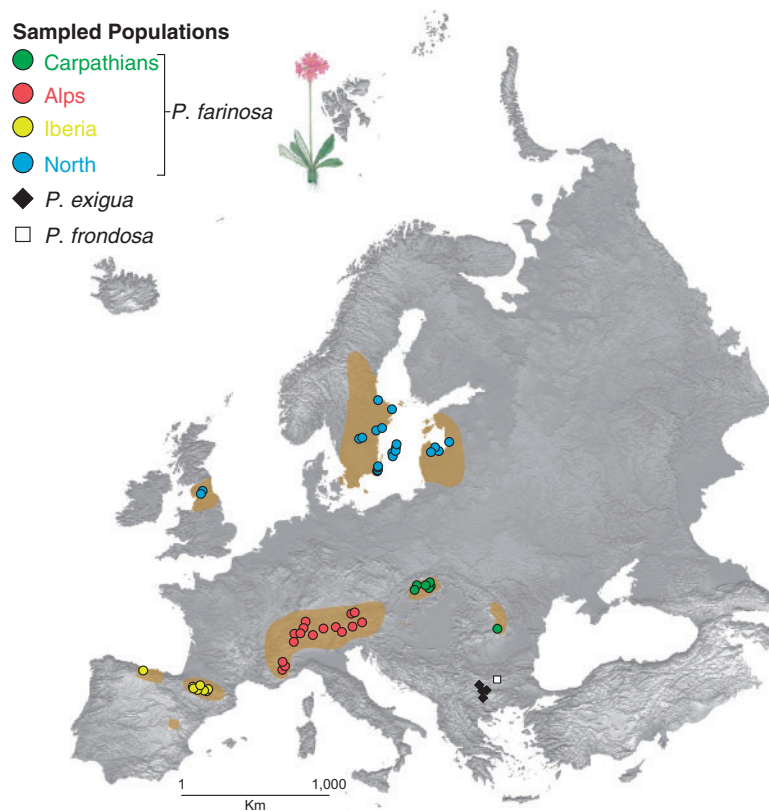 Sampled Populations
Carpathians
Alps
P. farinosa
Iberia
North
P. exigua
P. frondosa
1 1,000
Km